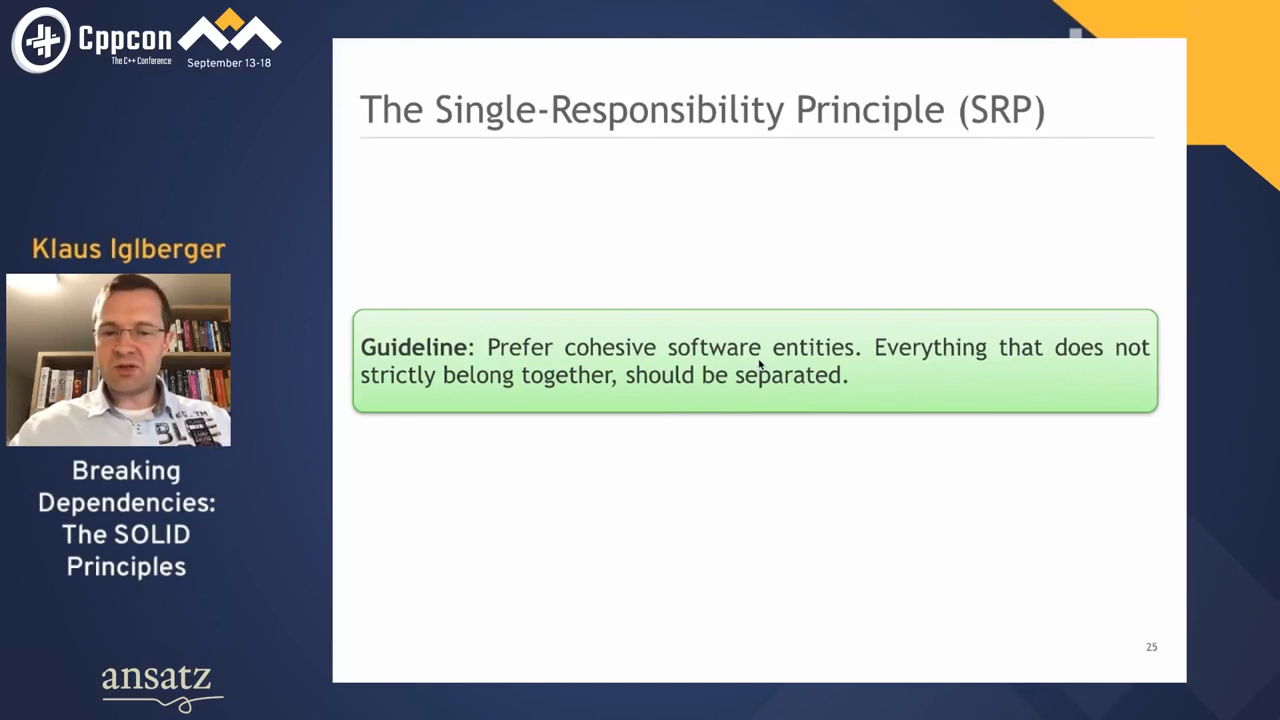 Cppcon
The C++ Conference
September 13-18
The Single-Responsibility Principle (SRP)
Klaus Iglberger
Guideline: Prefer cohesive software entities. Everything that does not
strictly belong together, should be separated.
Breaking
Dependencies:
The SOLID
Principles
25
ansatz